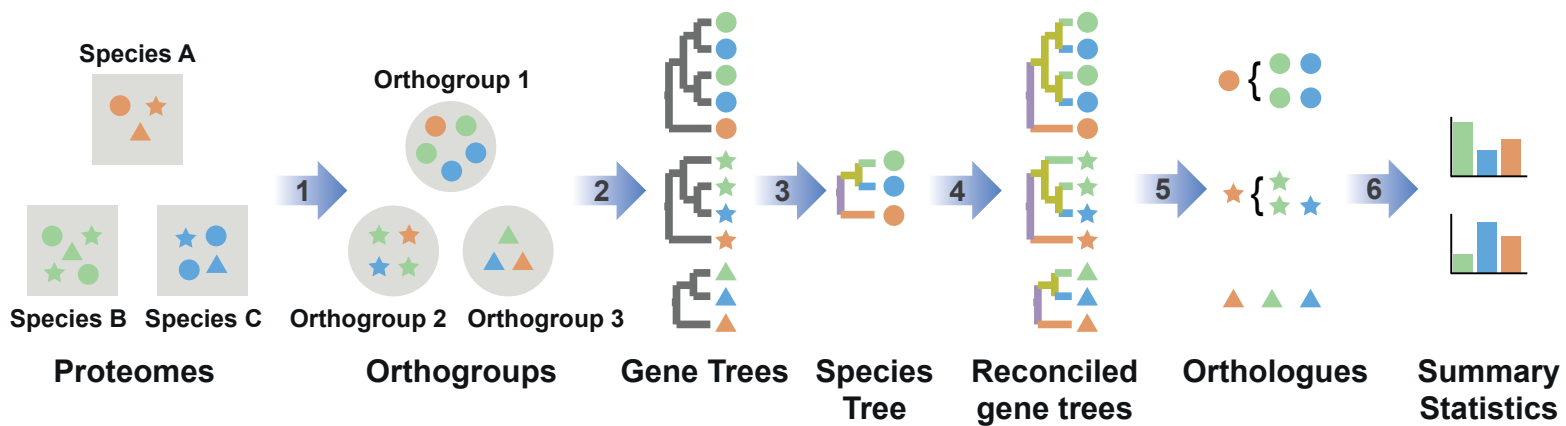 Species A
Species B
Species C
Proteomes
1
Orthogroup 1
Orthogroup 2
Orthogroup 3
Orthogroups
2
Gene Trees
3
Species
Tree
4
Reconciled
gene trees
5
Orthologues
6
Summary
Statistics